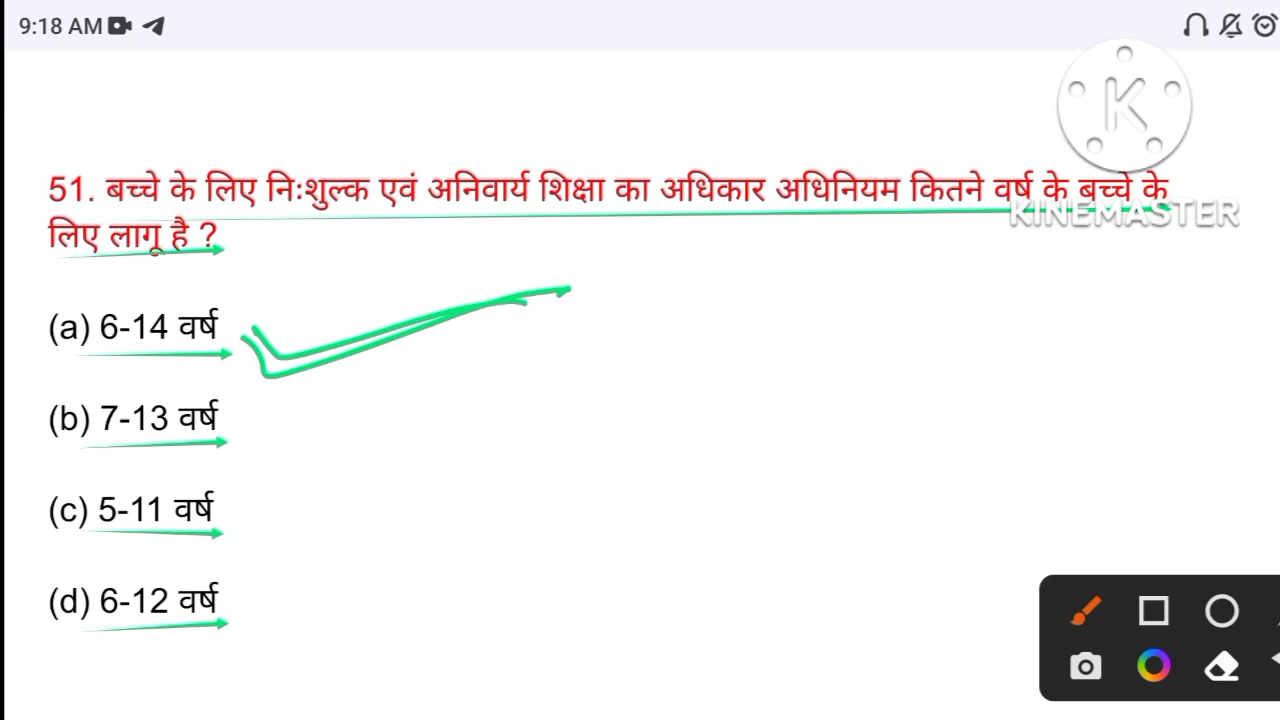 9:18 AM
K
KINEMASTER
51. बच्चे के लिए निःशुल्क एवं अनिवार्य शिक्षा का अधिकार अधिनियम कितने वर्ष के बच्चे के
लिए लागू है ?
(a) 6-14 वर्ष
(b) 7-13 वर्ष
(c) 5-11 वर्ष
(d) 6-12 वर्ष